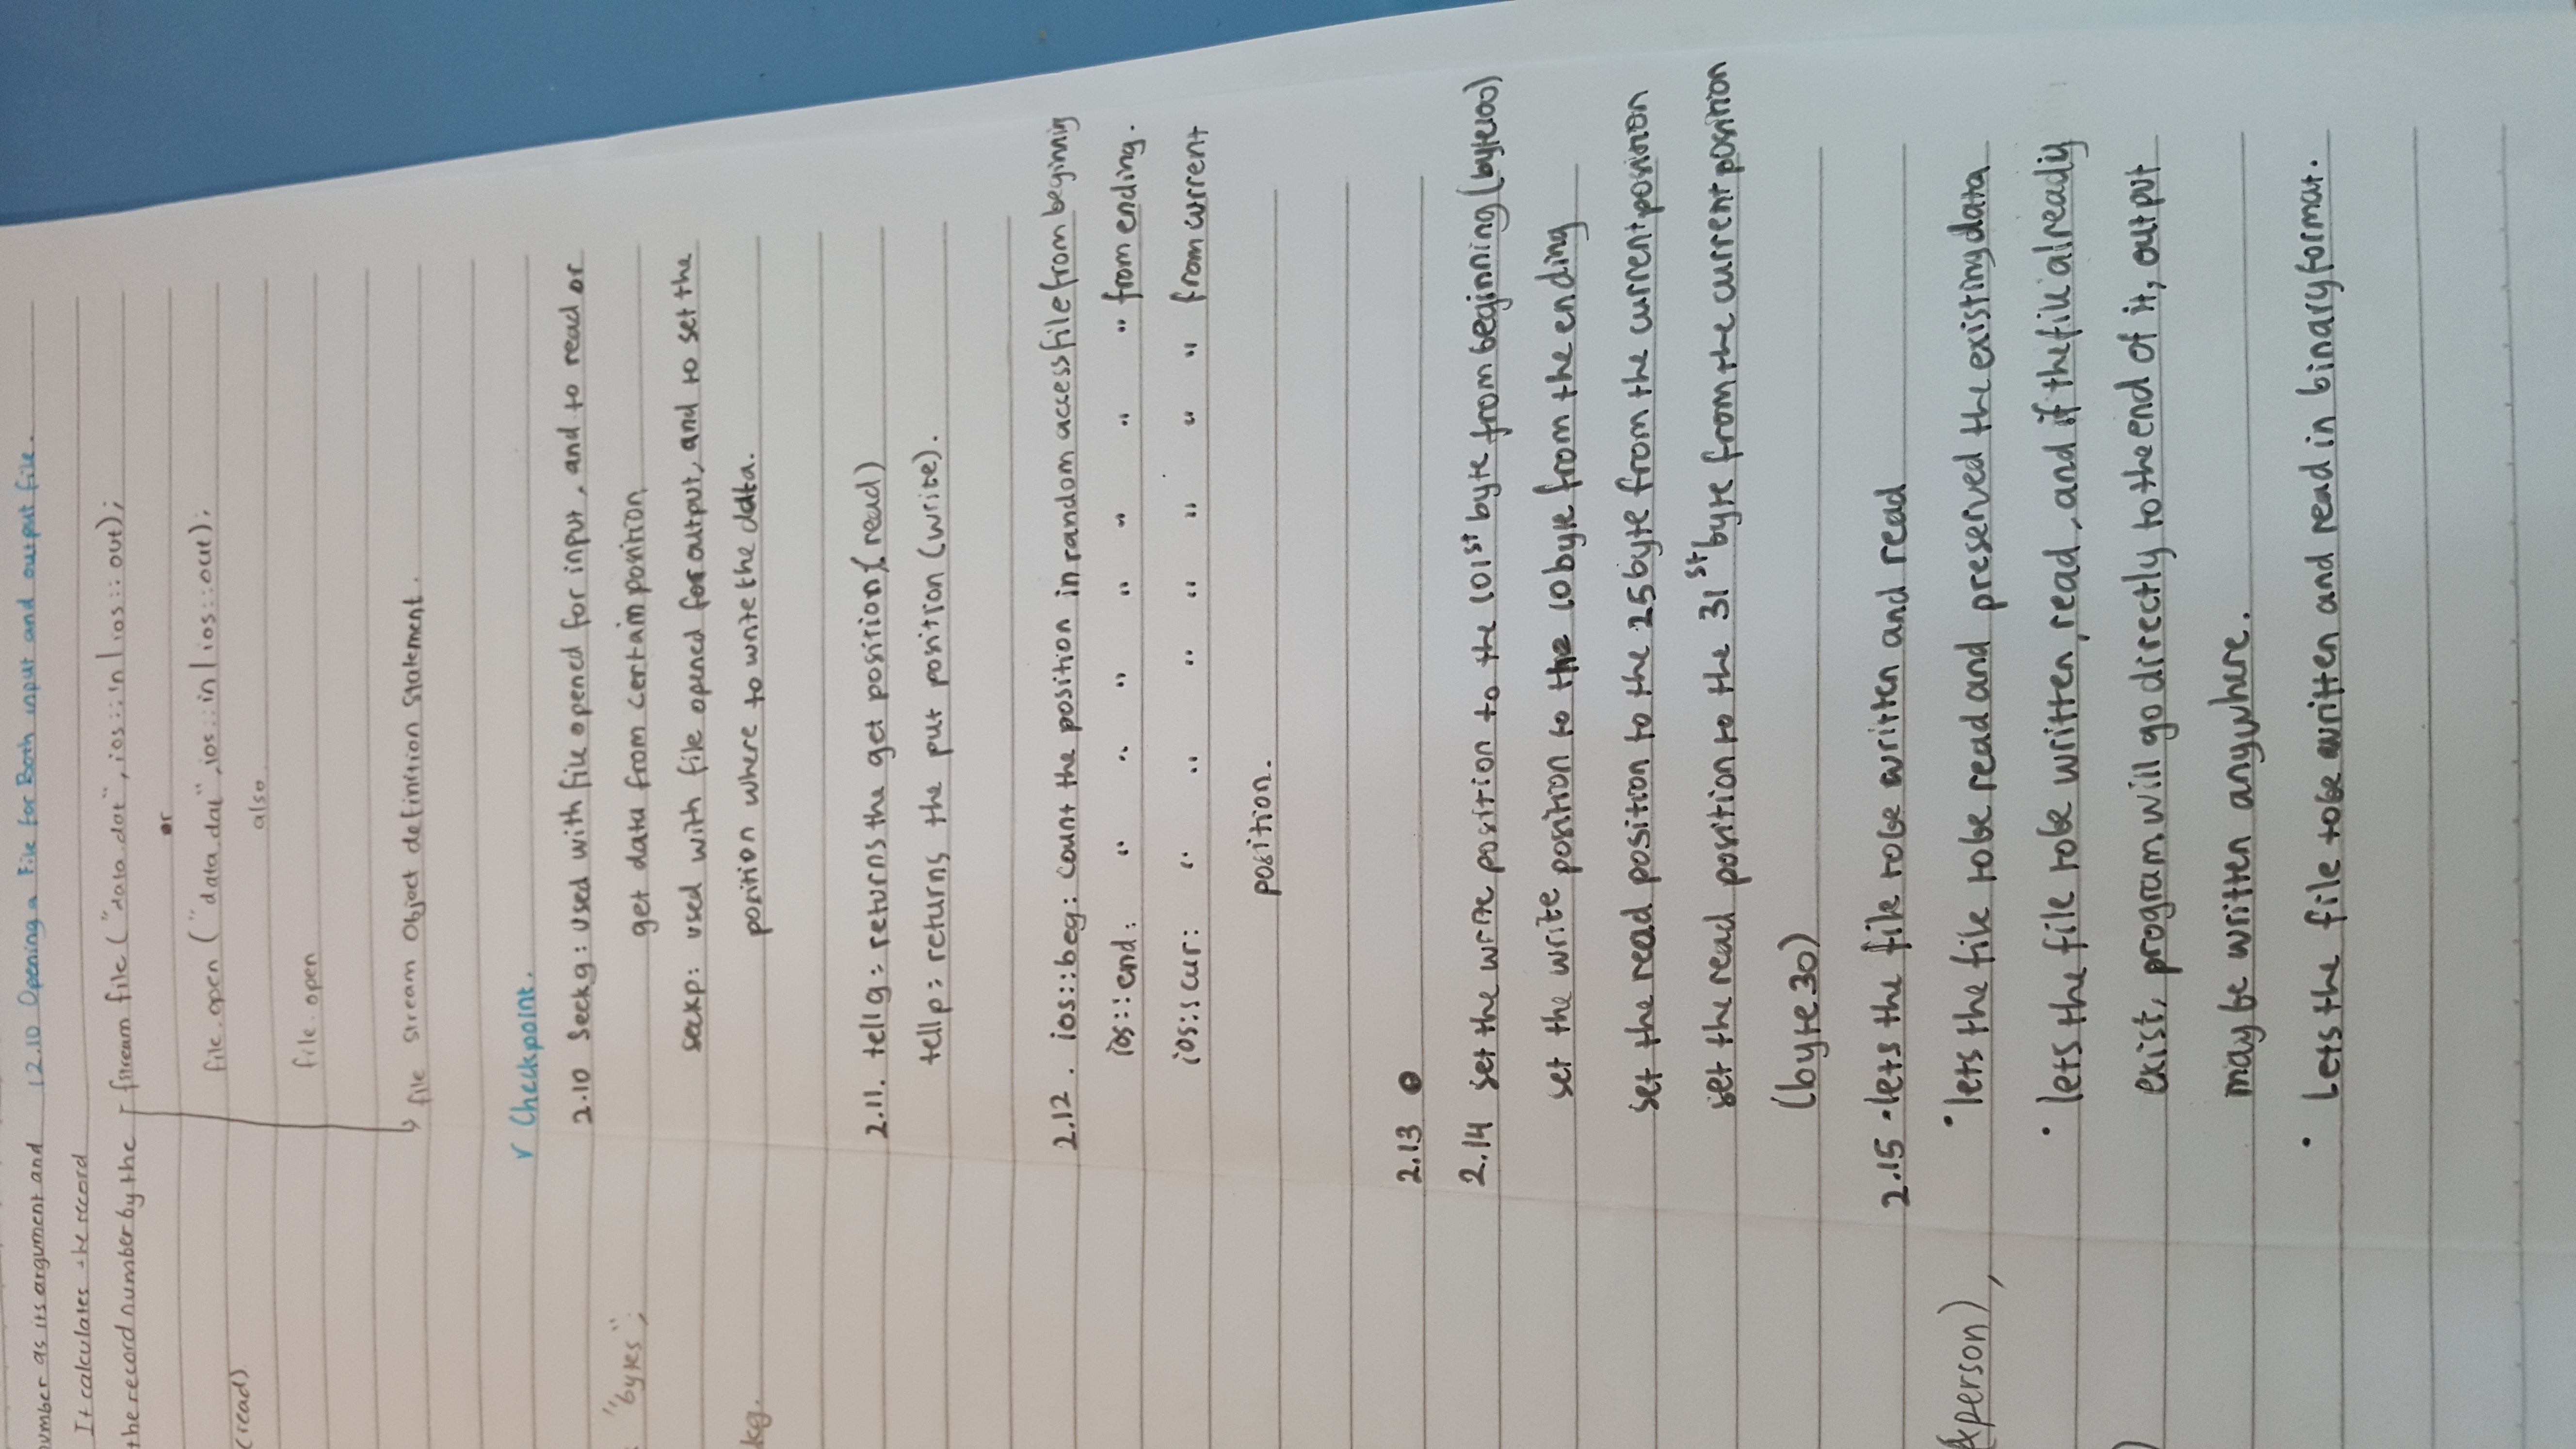 number as its argument and
It calculates the record
the record number by the
(read)
"bytes";
kg.
&person),
)
12.10 Opening a File for Both input and output file.
fstream file ("data.dat", ios::in | ios::out);
or
file.open ("data.dat", ios::in | ios::out);
also
file.open
file stream Object definition statement.
✓ Checkpoint.
2.10 Seekg: used with file opened for input, and to read or
get data from certain position
seekp: used with file opened for output, and to set the
position where to write the data.
2.11. tellg: returns the get position (read)
tellp: returns the put position (write).
2.12. ios::beg: count the position in random access file from beginning
ios::end: " " " " " " " from ending.
ios::cur: " " " " " " " from current
position.
2.13
2.14 set the write position to the 101st byte from beginning (byte 100)
set the write position to the 10 byte from the ending
set the read position to the 25 byte from the current position
set the read position to the 31st byte from the current position
(byte 30)
2.15 • lets the file to be written and read
• lets the file to be read and preserved the existing data
• lets the file to be written, read, and if the file already
exist, program will go directly to the end of it, output
may be written anywhere.
• Lets the file to be written and read in binary format.